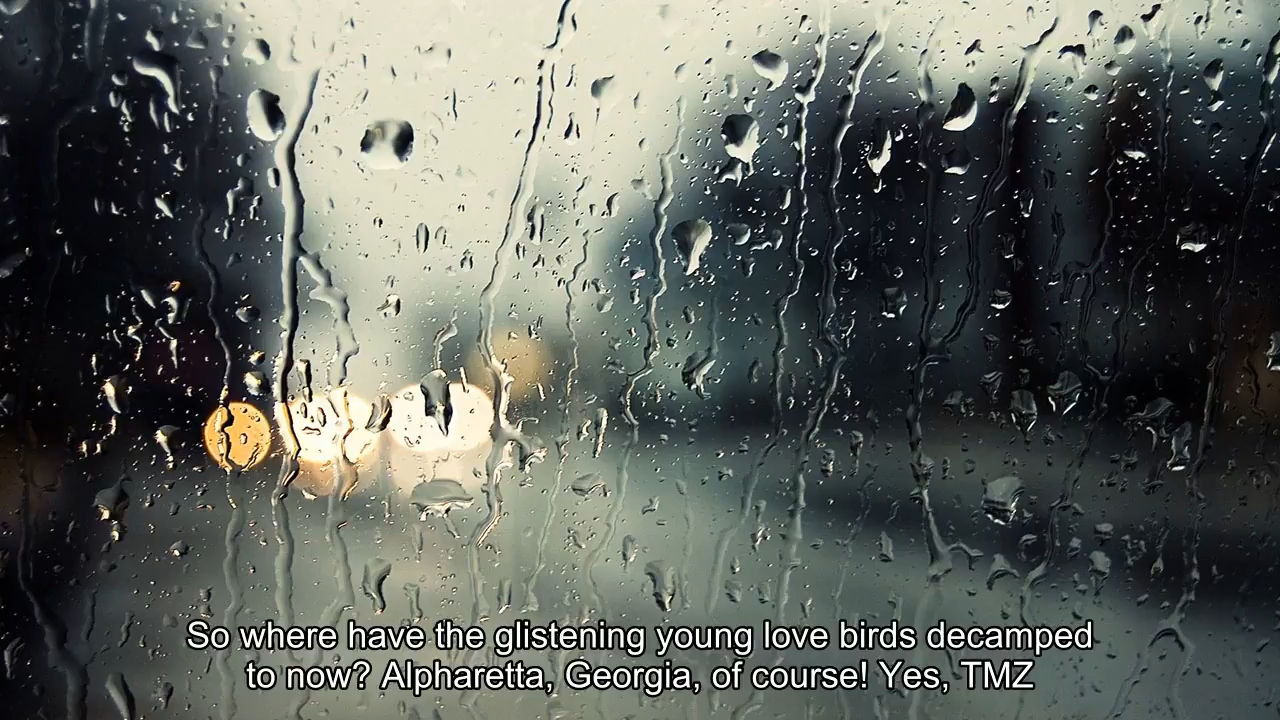 So where have the glistening young love birds decamped
to now? Alpharetta, Georgia, of course! Yes, TMZ